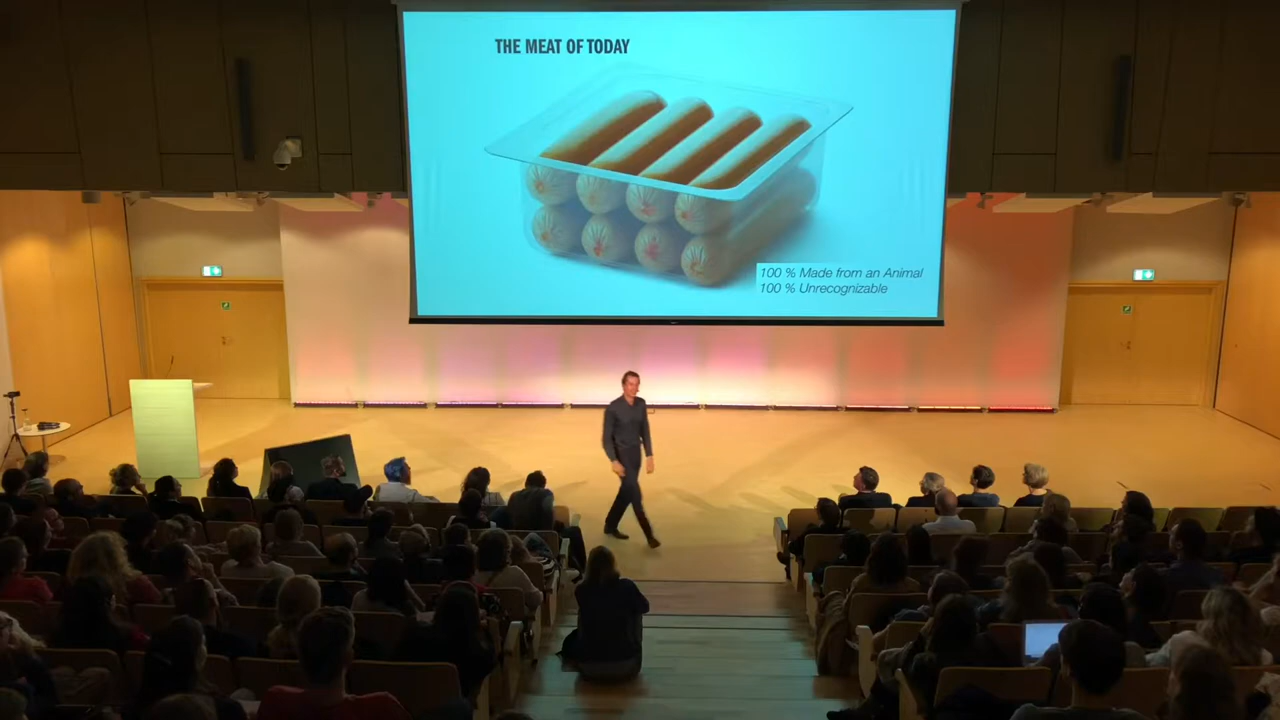 THE MEAT OF TODAY
100 % Made from an Animal
100 % Unrecognizable